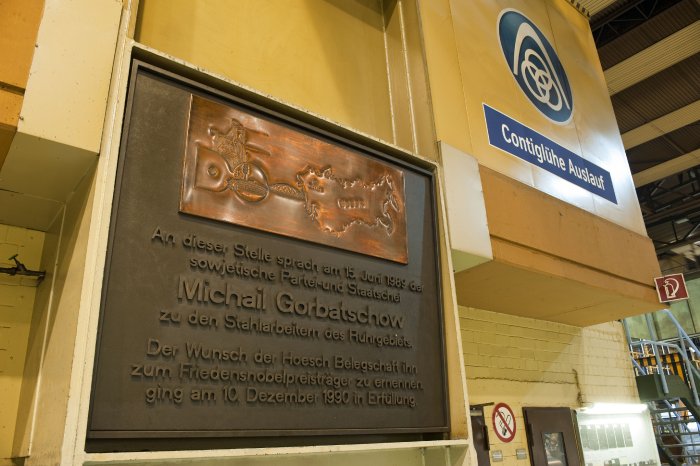 An dieser Stelle sprach am 15. Juni 1989 der
sowjetische Partei- und Staatschef
Michail Gorbatschow
zu den Stahlarbeitern des Ruhrgebiets.
Der Wunsch der Hoesch Belegschaft ihn
zum Friedensnobelpreisträger zu ernennen,
ging am 10. Dezember 1990 in Erfüllung.
Contiglühe Auslauf